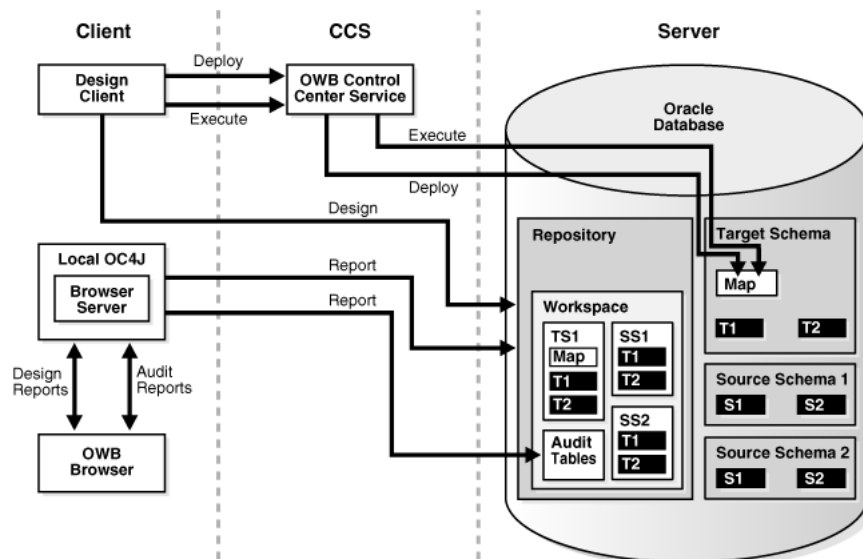 Client
CCS
Server
Design
Client
Deploy
Execute
OWB Control
Center Service
Oracle
Database
Execute
Deploy
Design
Local OC4J
Browser
Server
Report
Report
Design
Reports
Audit
Reports
OWB
Browser
Repository
Workspace
TS1
Map
T1
T2
SS1
T1
T2
Audit
Tables
SS2
T1
T2
Target Schema
Map
T1
T2
Source Schema 1
S1
S2
Source Schema 2
S1
S2